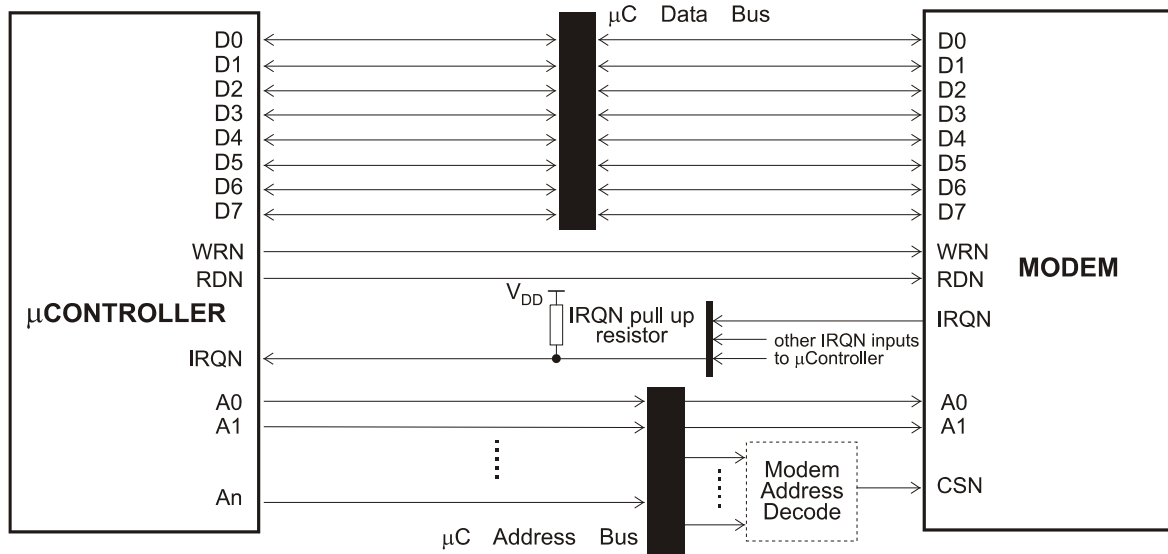 μC Data Bus
D0 D0
D1 D1
D2 D2
D3 D3
D4 D4
D5 D5
D6 D6
D7 D7
WRN WRN
RDN RDN
μCONTROLLER
MODEM
VDD
IRQN pull up
resistor
IRQN
other IRQN inputs
to μController
IRQN
A0 A0
A1 A1
Modem
Address
Decode
An
CSN
μC Address Bus